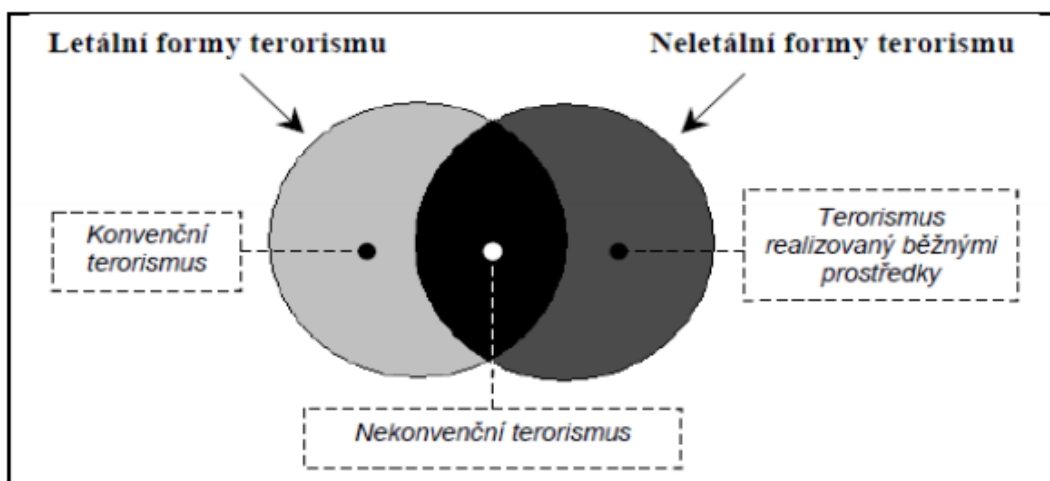 Letální formy terorismu
Neletální formy terorismu
Konvenční
terorismus
Terorismus
realizovaný běžnými
prostředky
Nekonvenční terorismus